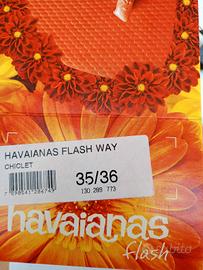 HAVAIANAS FLASH WAY
CHICLET
35/36
130 289 773
havaianas
flash